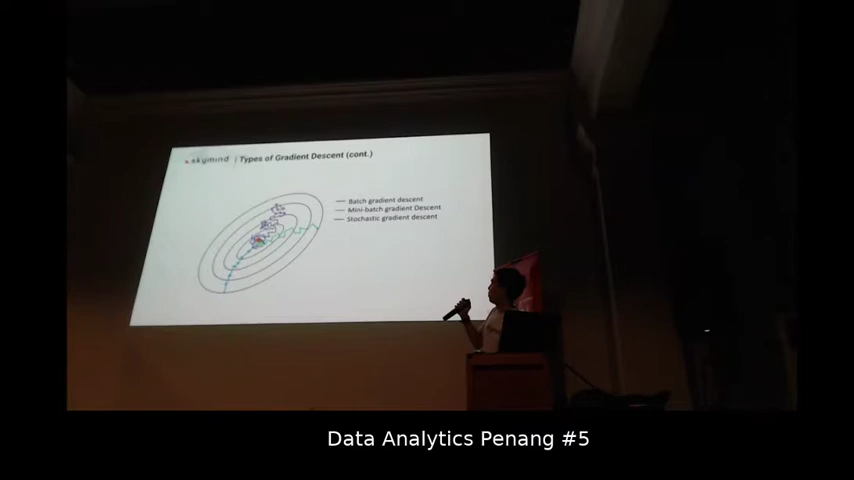 skymind | Types of Gradient Descent (cont.)
Batch gradient descent
Mini-batch gradient Descent
Stochastic gradient descent
Data Analytics Penang #5